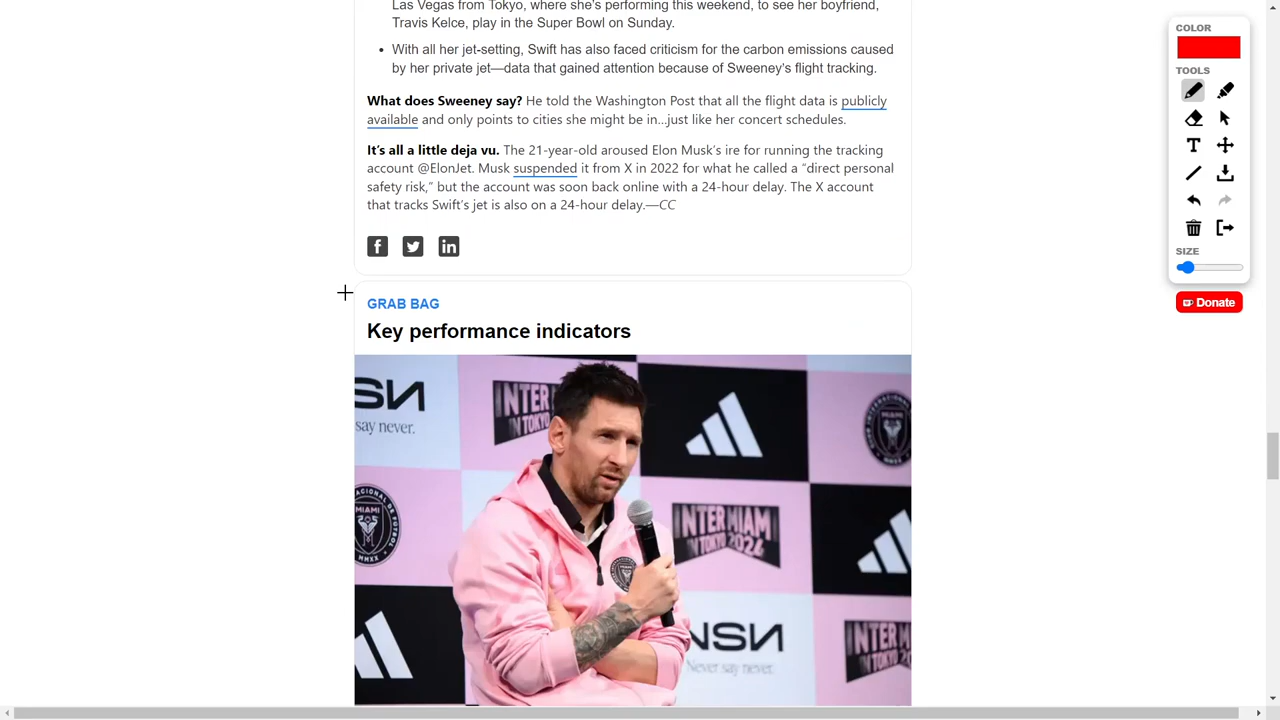 Las Vegas from Tokyo, where she's performing this weekend, to see her boyfriend,
Travis Kelce, play in the Super Bowl on Sunday.
• With all her jet-setting, Swift has also faced criticism for the carbon emissions caused
by her private jet—data that gained attention because of Sweeney's flight tracking.
What does Sweeney say? He told the Washington Post that all the flight data is publicly
available and only points to cities she might be in...just like her concert schedules.
It's all a little deja vu. The 21-year-old aroused Elon Musk's ire for running the tracking
account @ElonJet. Musk suspended it from X in 2022 for what he called a “direct personal
safety risk,” but the account was soon back online with a 24-hour delay. The X account
that tracks Swift's jet is also on a 24-hour delay.—CC
GRAB BAG
Key performance indicators
NSN
say never.
INTER
IN TOKYO
INTER MIAMI
IN TOKYO 2024
MIAMI
NSN
Never say never.
INTER M
IN TOKYO 20
COLOR
TOOLS
T
SIZE
Donate